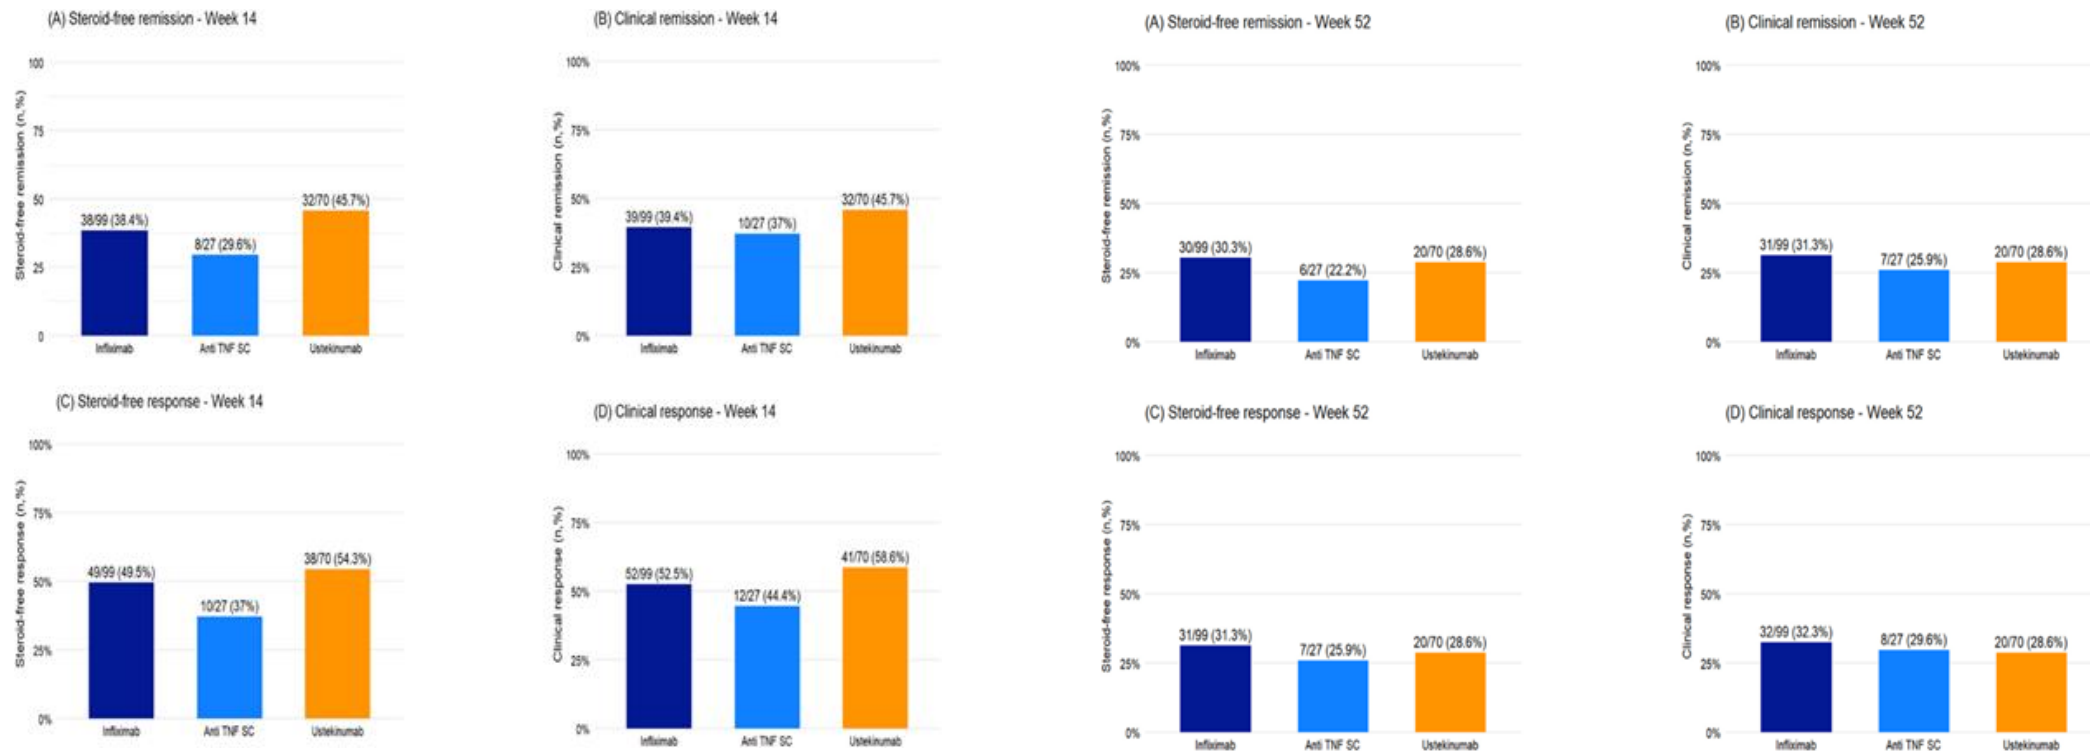 (A) Steroid-free remission - Week 14
Steroid-free remission (n,%)
100
75
50
25
0
38/99 (38.4%)
8/27 (29.6%)
32/70 (45.7%)
Infliximab
Anti TNF SC
Ustekinumab
(B) Clinical remission - Week 14
Clinical remission (n,%)
100%
75%
50%
25%
0%
39/99 (39.4%)
10/27 (37%)
32/70 (45.7%)
Infliximab
Anti TNF SC
Ustekinumab
(A) Steroid-free remission - Week 52
Steroid-free remission (n,%)
100%
75%
50%
25%
0%
30/99 (30.3%)
6/27 (22.2%)
20/70 (28.6%)
Infliximab
Anti TNF SC
Ustekinumab
(B) Clinical remission - Week 52
Clinical remission (n,%)
100%
75%
50%
25%
0%
31/99 (31.3%)
7/27 (25.9%)
20/70 (28.6%)
Infliximab
Anti TNF SC
Ustekinumab
(C) Steroid-free response - Week 14
Steroid-free response (n,%)
100%
75%
50%
25%
0%
49/99 (49.5%)
10/27 (37%)
38/70 (54.3%)
Infliximab
Anti TNF SC
Ustekinumab
(D) Clinical response - Week 14
Clinical response (n,%)
100%
75%
50%
25%
0%
52/99 (52.5%)
12/27 (44.4%)
41/70 (58.6%)
Infliximab
Anti TNF SC
Ustekinumab
(C) Steroid-free response - Week 52
Steroid-free response (n,%)
100%
75%
50%
25%
0%
31/99 (31.3%)
7/27 (25.9%)
20/70 (28.6%)
Infliximab
Anti TNF SC
Ustekinumab
(D) Clinical response - Week 52
Clinical response (n,%)
100%
75%
50%
25%
0%
32/99 (32.3%)
8/27 (29.6%)
20/70 (28.6%)
Infliximab
Anti TNF SC
Ustekinumab